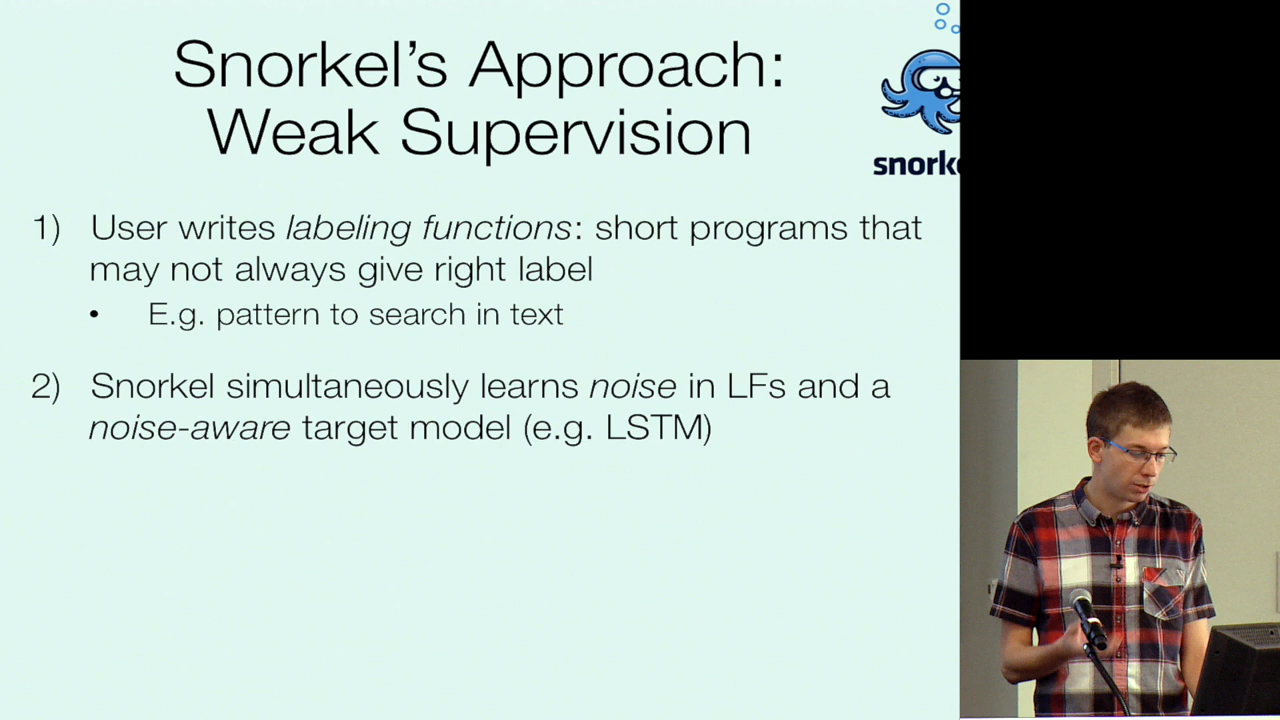 Snorkel's Approach:
Weak Supervision
snorke
1) User writes labeling functions: short programs that
may not always give right label
• E.g. pattern to search in text
2) Snorkel simultaneously learns noise in LFs and a
noise-aware target model (e.g. LSTM)